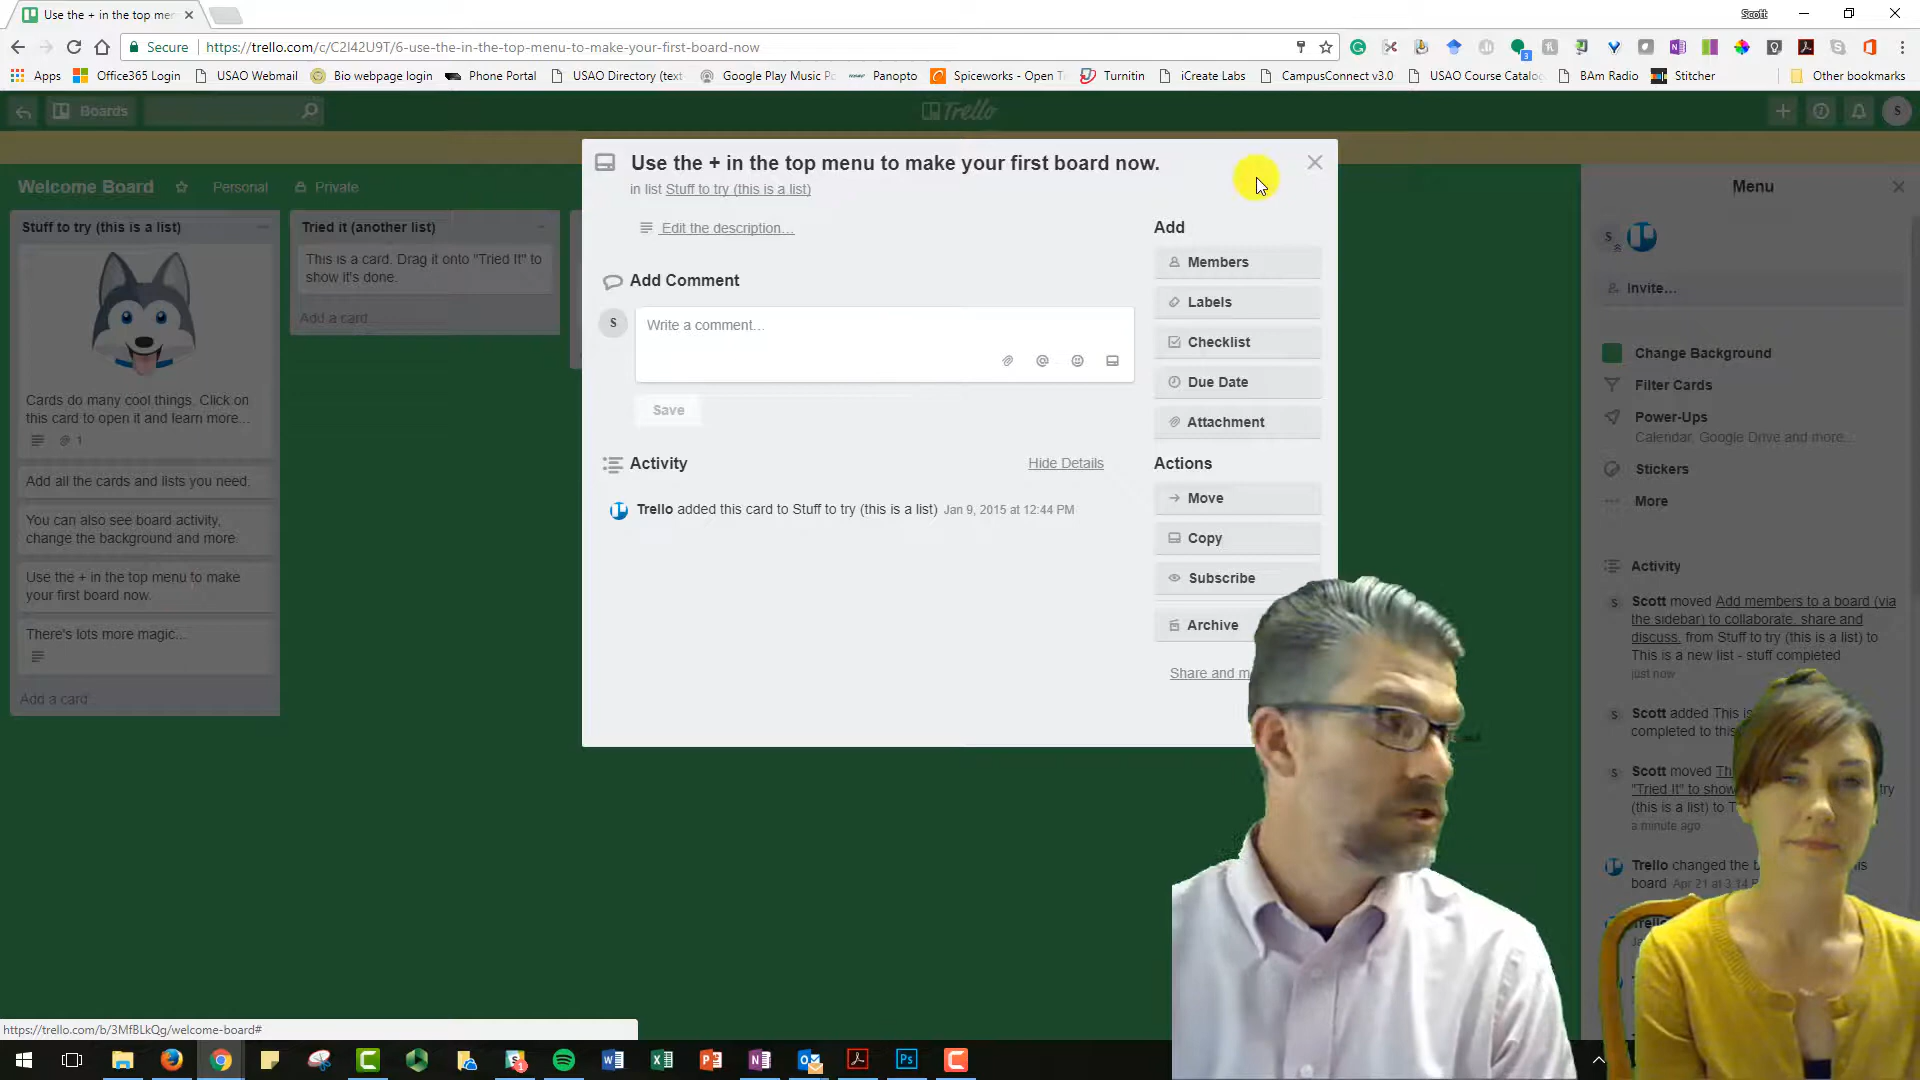 Use the + in the top mer
Scott
Secure
https://trello.com/c/C2I42U9T/6-use-the-in-the-top-menu-to-make-your-first-board-now
Apps
Office365 Login
USAO Webmail
Bio webpage login
Phone Portal
USAO Directory (text
Google Play Music
Panopto
Spiceworks - Open
Turnitin
iCreate Labs
CampusConnect v3.0
USAO Course Catalog
BAm Radio
Stitcher
Other bookmarks
Boards
Trello
S
Welcome Board
Personal
Private
Stuff to try (this is a list)
Cards do many cool things. Click on
this card to open it and learn more...
1
Add all the cards and lists you need.
You can also see board activity,
change the background and more.
Use the + in the top menu to make
your first board now.
There's lots more magic...
Add a card...
Tried it (another list)
This is a card. Drag it onto "Tried It" to
show it's done.
Add a card...
Use the + in the top menu to make your first board now.
in list Stuff to try (this is a list)
Edit the description...
Add Comment
S
Write a comment...
Save
Activity
Hide Details
Trello added this card to Stuff to try (this is a list) Jan 9, 2015 at 12:44 PM
Add
Members
Labels
Checklist
Due Date
Attachment
Actions
Move
Copy
Subscribe
Archive
Share and m
Menu
S
Invite...
Change Background
Filter Cards
Power-Ups
Calendar, Google Drive and more...
Stickers
More
Activity
S
Scott moved Add members to a board (via
the sidebar) to collaborate, share and
discuss. from Stuff to try (this is a list) to
This is a new list - stuff completed
just now
S
Scott added This is
completed to this
S
Scott moved
"Tried It" to show
try
(this is a list) to
a minute ago
Trello changed the
this
board Apr 21 at 3:14
https://trello.com/b/3MfBLkQg/welcome-board#